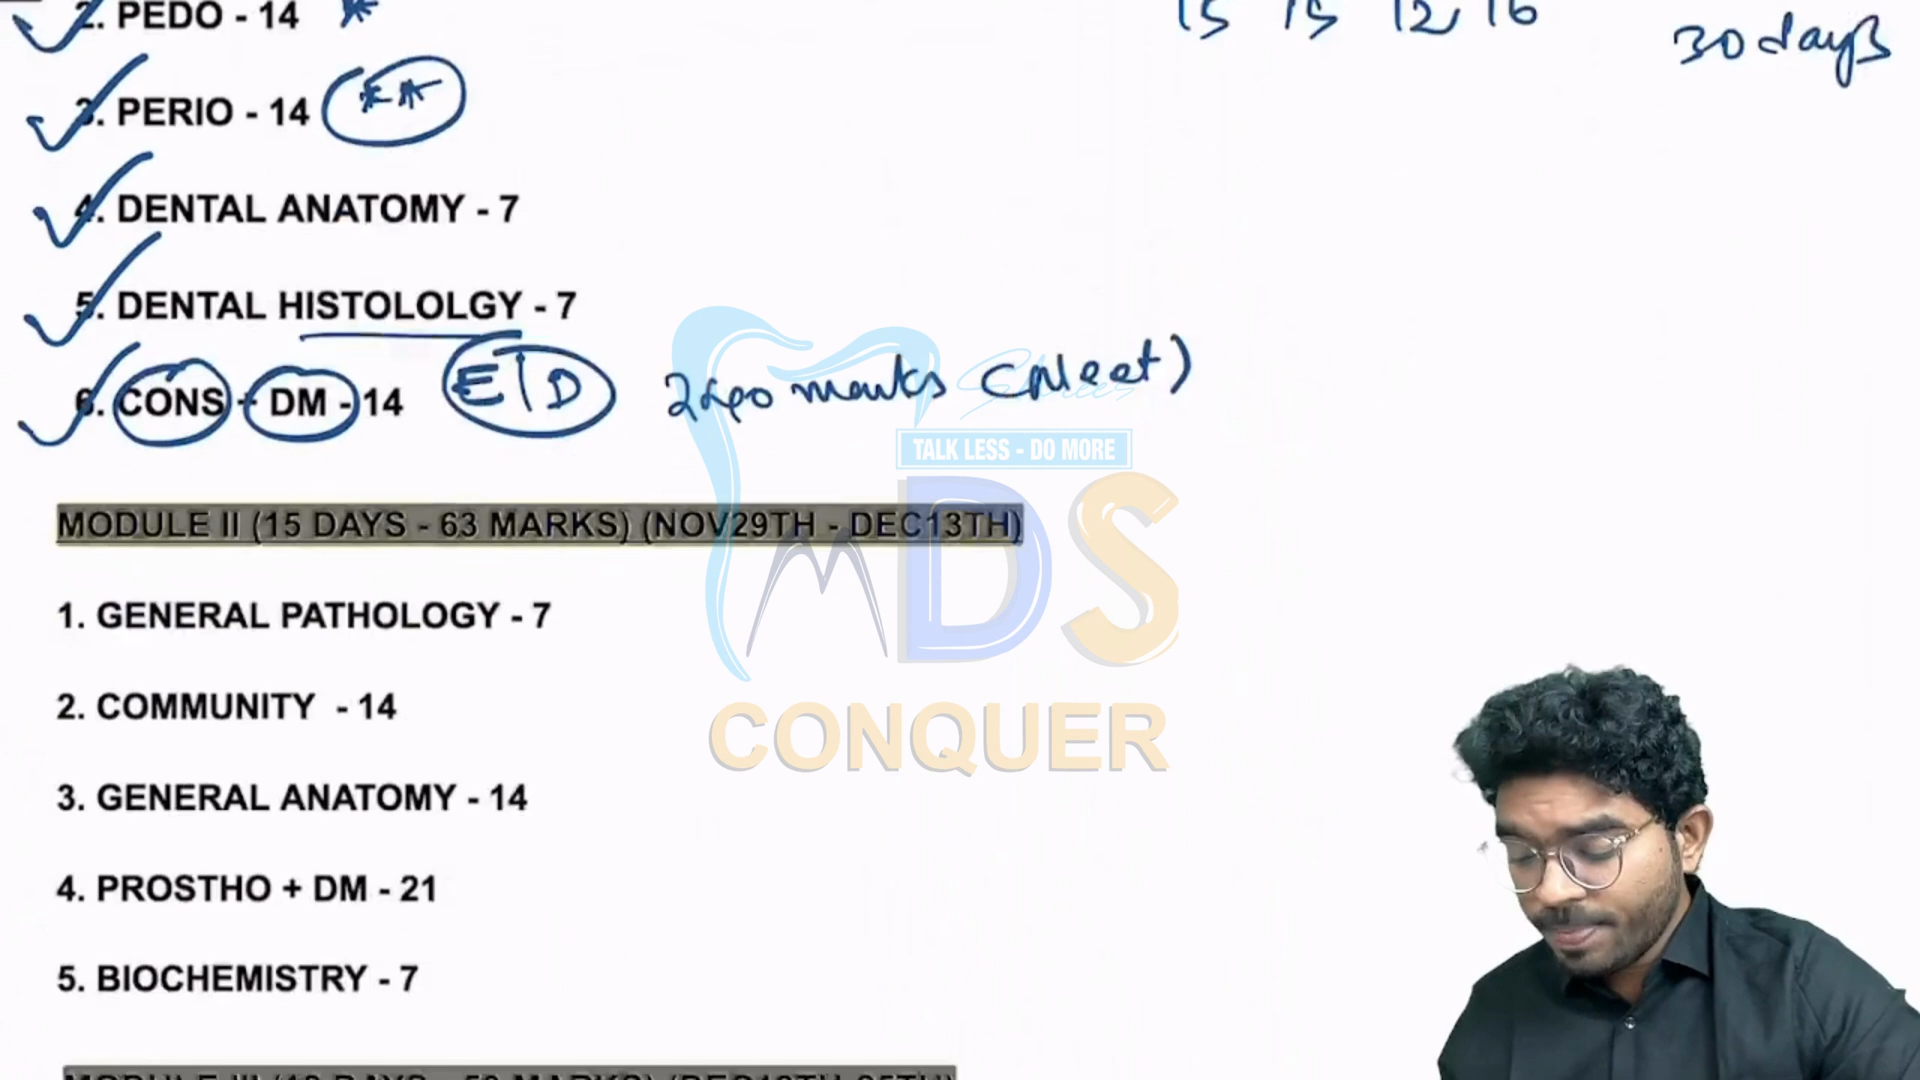 2. PEDO - 14
15 15 12 16
30 days
3. PERIO - 14
4. DENTAL ANATOMY - 7
5. DENTAL HISTOLOLGY - 7
6. CONS + DM - 14
E|D
240 marks (Neet)
TALK LESS - DO MORE
MDS
CONQUER
MODULE II (15 DAYS - 63 MARKS) (NOV29TH - DEC13TH)
1. GENERAL PATHOLOGY - 7
2. COMMUNITY - 14
3. GENERAL ANATOMY - 14
4. PROSTHO + DM - 21
5. BIOCHEMISTRY - 7